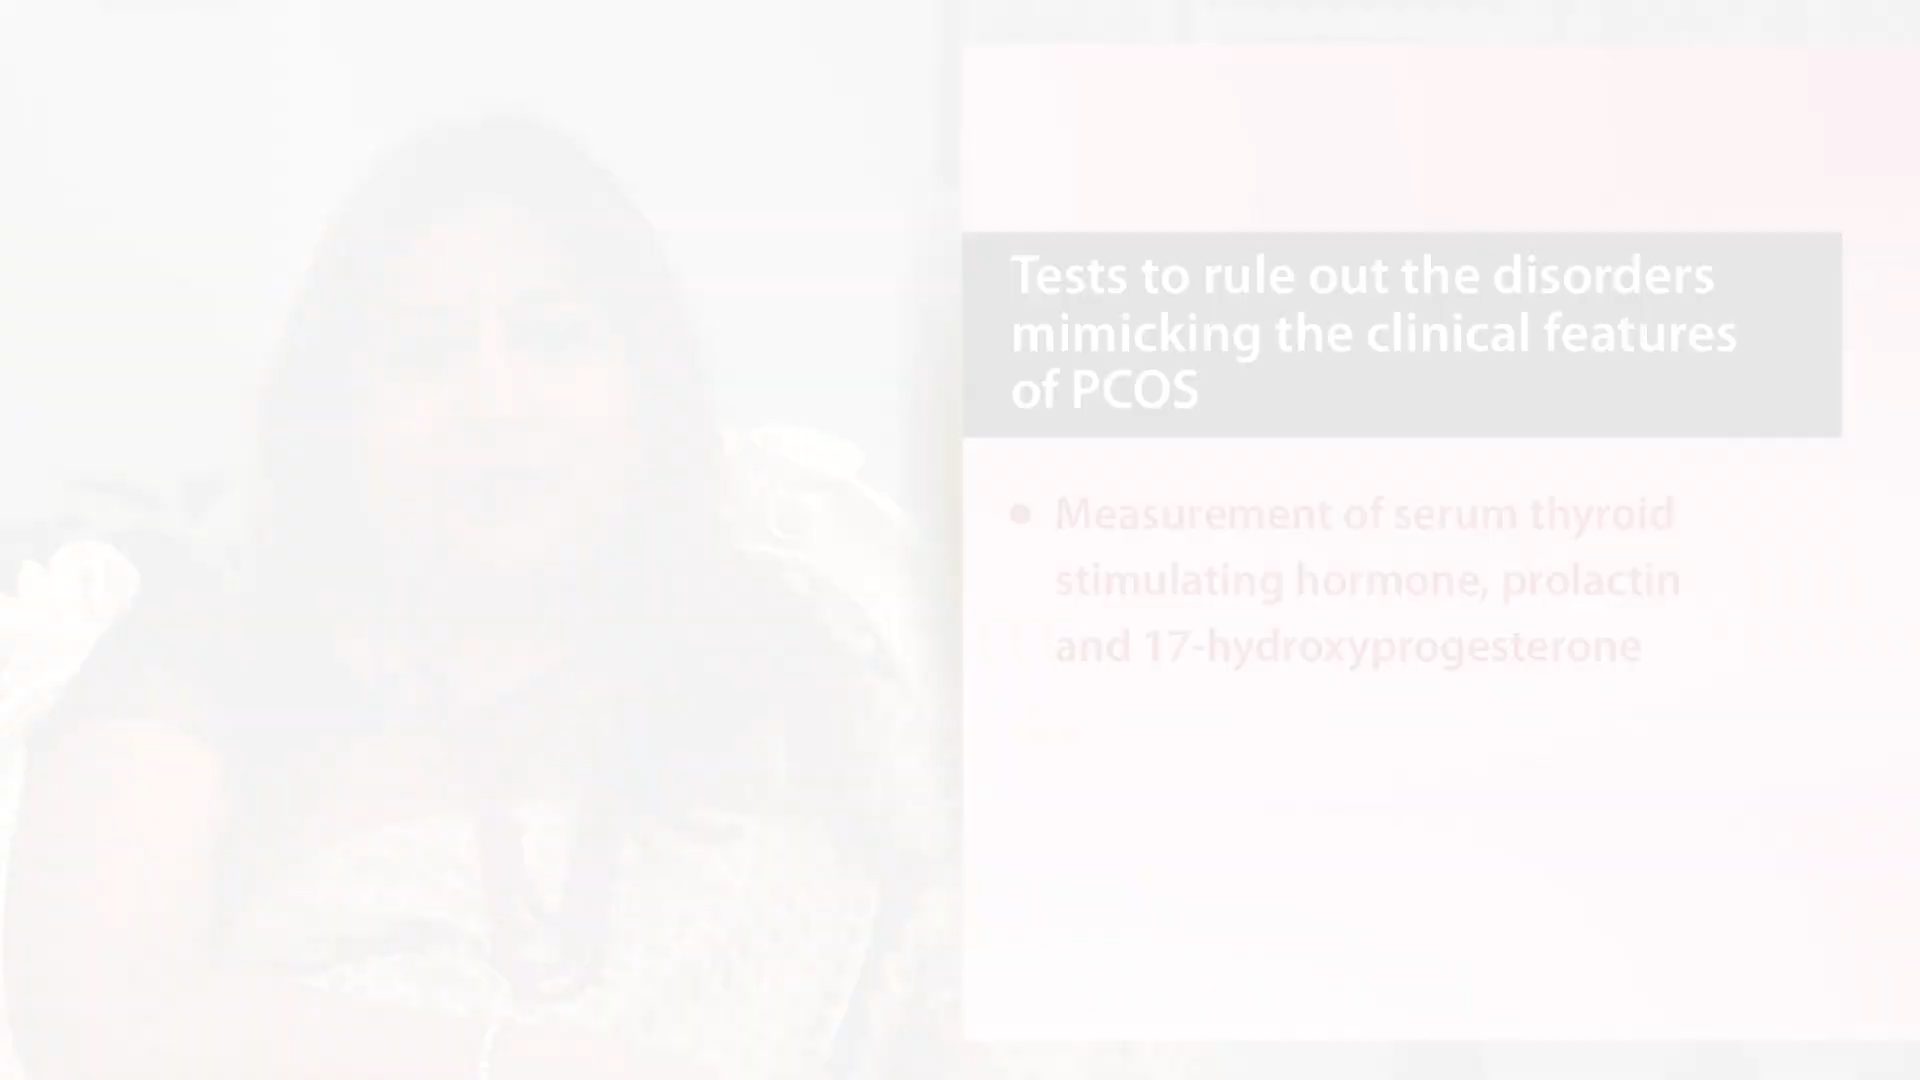 Tests to rule out the disorders
mimicking the clinical features
of PCOS
• Measurement of serum thyroid
stimulating hormone, prolactin
and 17-hydroxyprogesterone